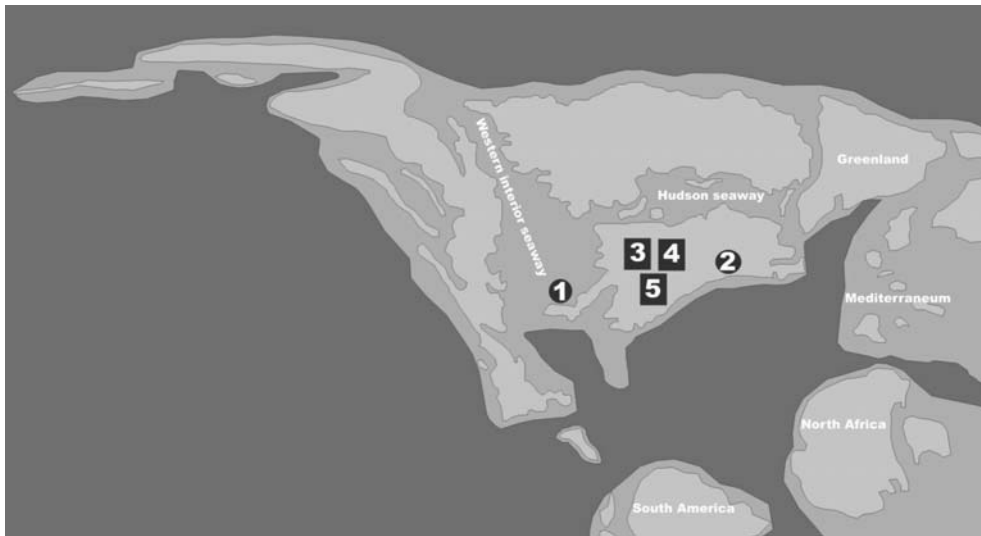 Western interior seaway
Greenland
Hudson seaway
3
4
2
1
5
Mediterraneum
North Africa
South America